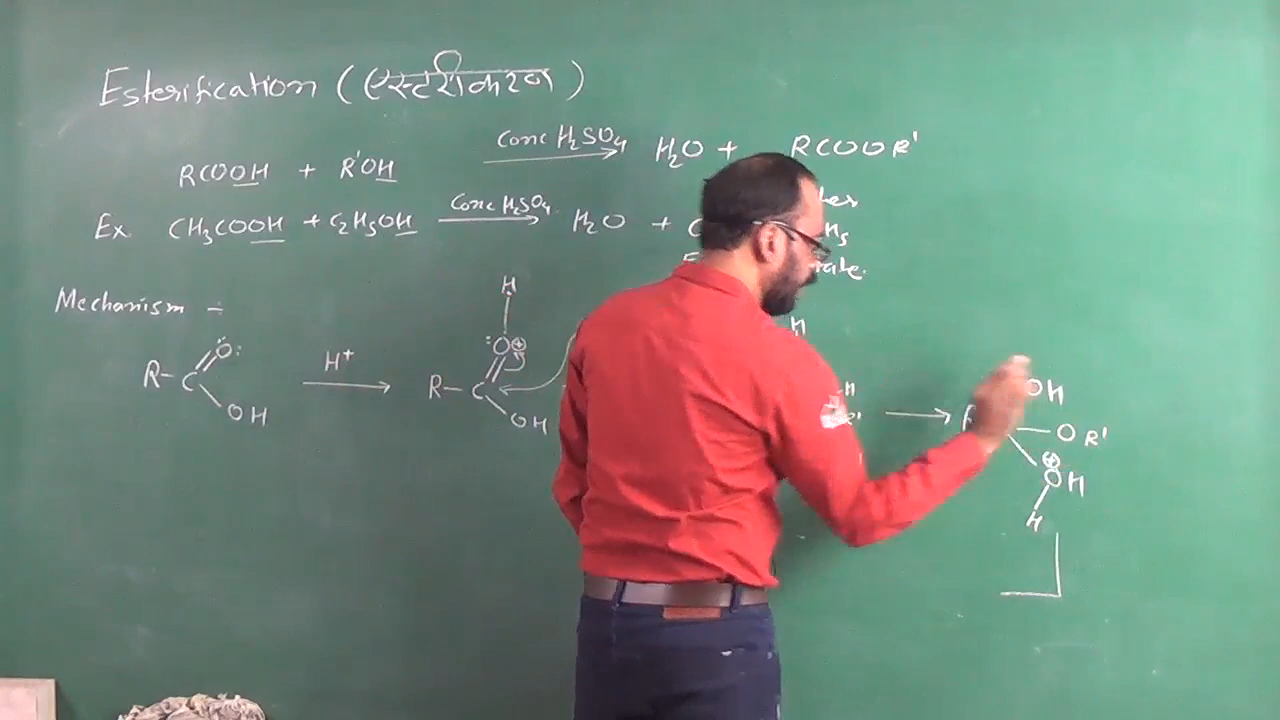 Esterification (एस्टरीकरण)
RCOOH + R'OH Conc H₂SO₄ → H₂O + RCOOR'
Ex CH₃COOH + C₂H₅OH Conc H₂SO₄ → H₂O +
Mechanism :-
H
R-C Ö: OH H⁺ → R-C :O⊕ OH
H
→ OH
OR'
⊕OH
H